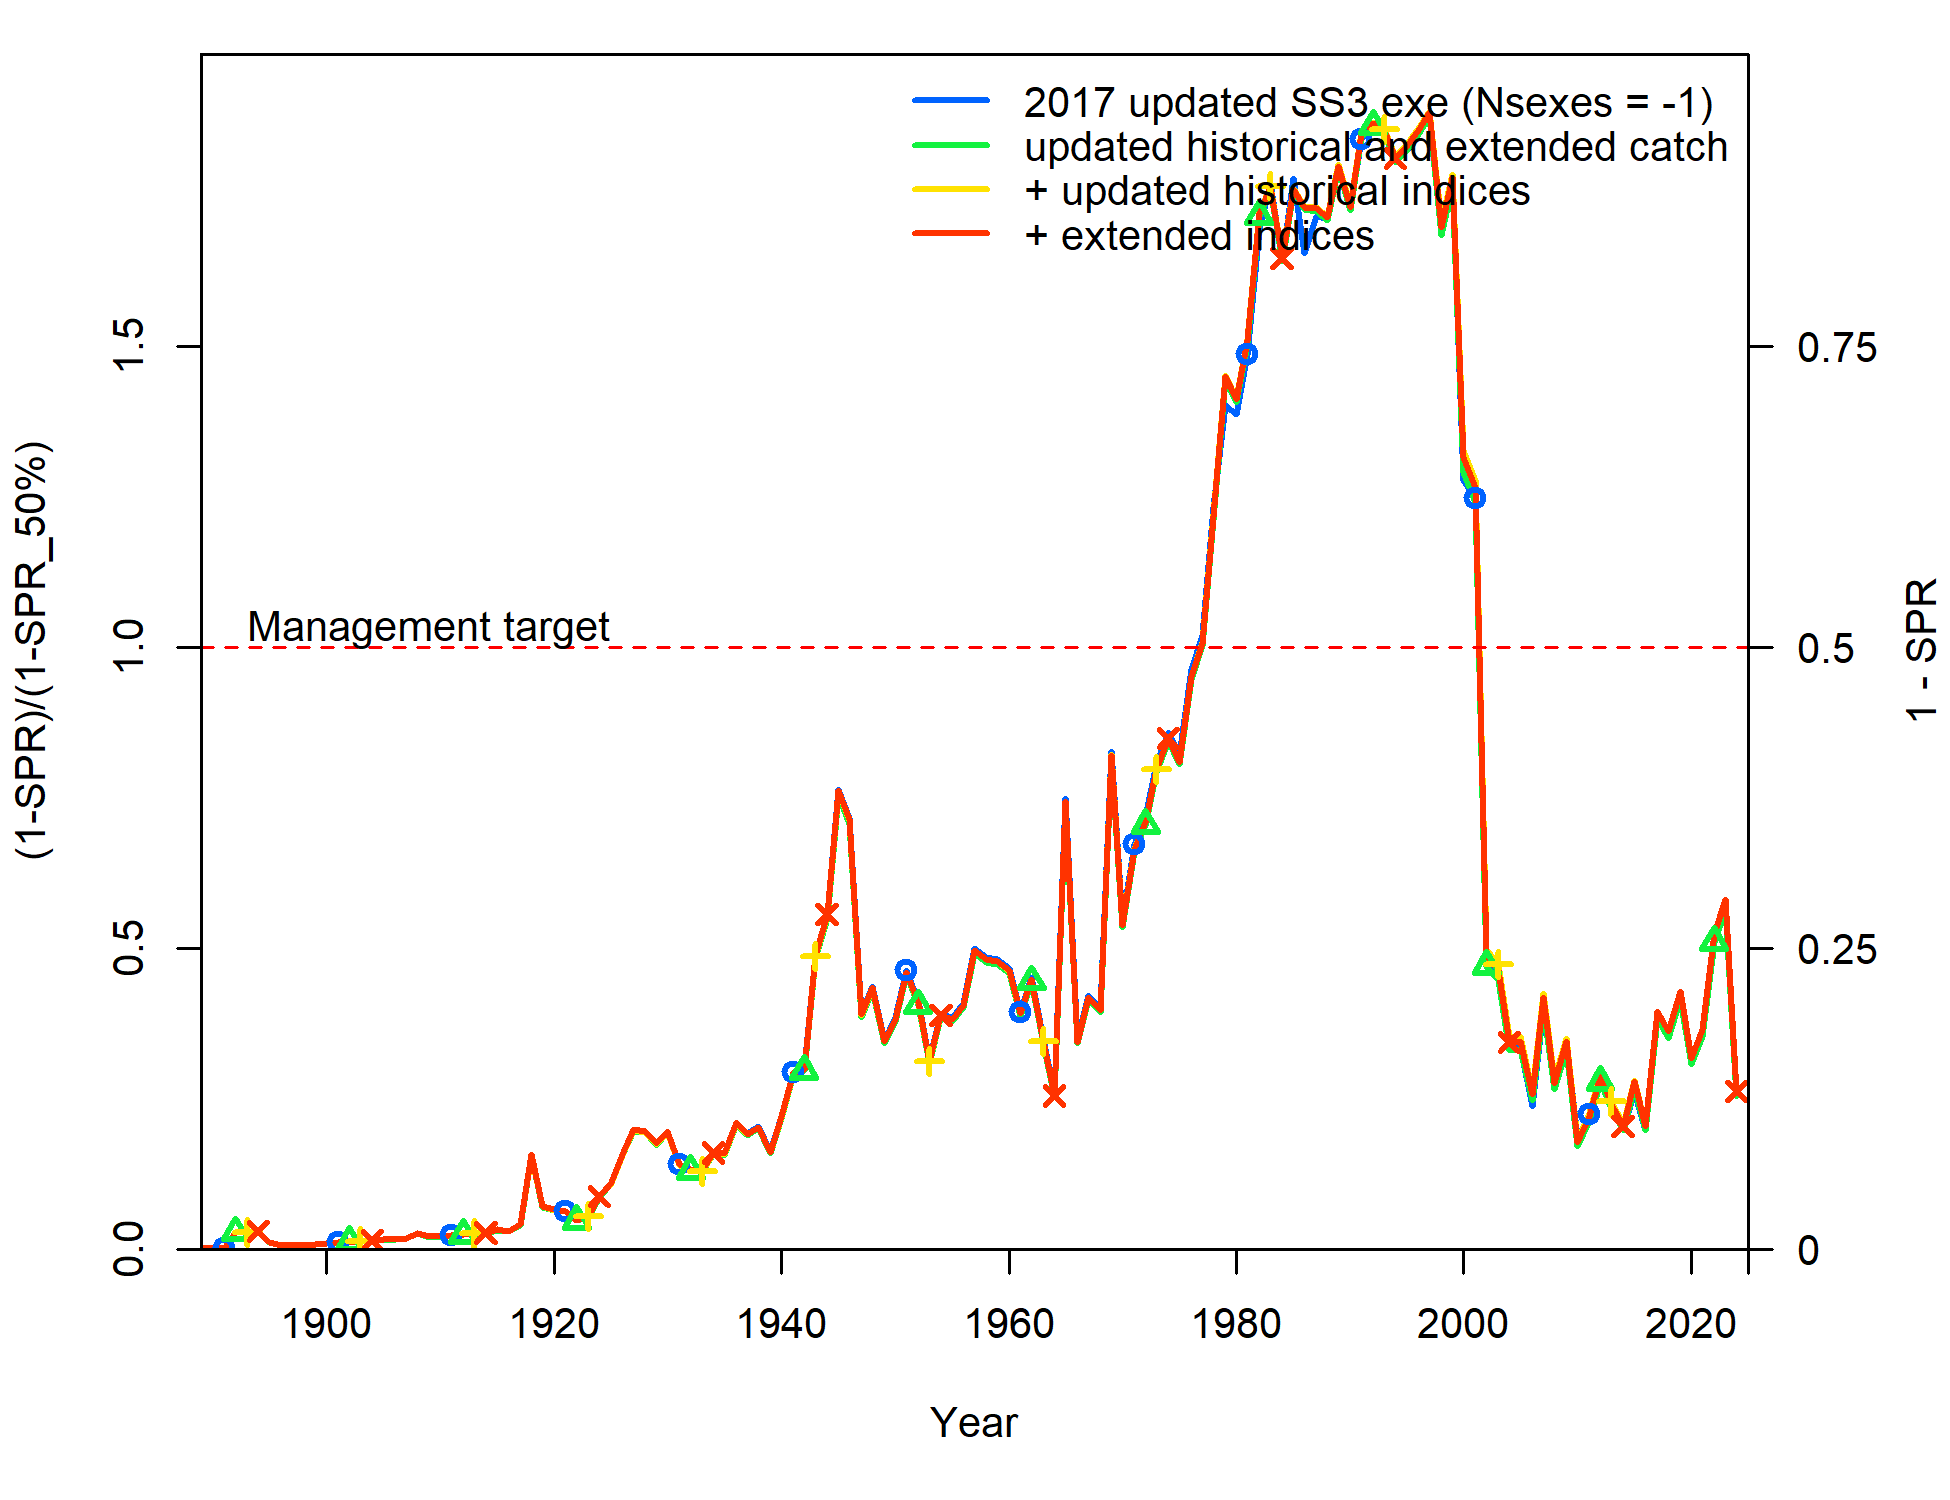 2017 updated SS3 exe (Nsexes = -1)
updated historical and extended catch
+ updated historical indices
+ extended indices
Management target
(1-SPR)/(1-SPR_50%)
0.0
0.5
1.0
1.5
1 - SPR
0
0.25
0.5
0.75
1900 1920 1940 1960 1980 2000 2020
Year